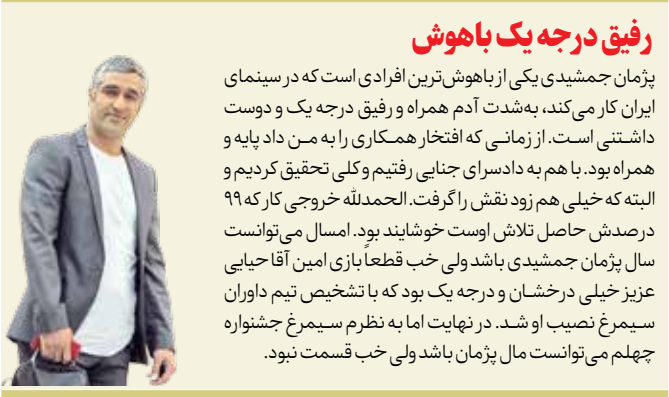 رفیق درجه یک باهوش
پژمان جمشیدی یکی از باهوش‌ترین افرادی است که در سینمای
ایران کار می‌کند، به‌شدت آدم همراه و رفیق درجه یک و دوست
داشتنی است. از زمانی که افتخار همکاری را به من داد پایه و
همراه بود. با هم به دادسرای جنایی رفتیم و کلی تحقیق کردیم و
البته که خیلی هم زود نقش را گرفت. الحمدلله خروجی کار که ۹۹
درصدش حاصل تلاش اوست خوشایند بود. امسال می‌توانست
سال پژمان جمشیدی باشد ولی خب قطعاً بازی امین آقا حیایی
عزیز خیلی درخشان و درجه یک بود که با تشخیص تیم داوران
سیمرغ نصیب او شد. در نهایت اما به نظرم سیمرغ جشنواره
چهلم می‌توانست مال پژمان باشد ولی خب قسمت نبود.